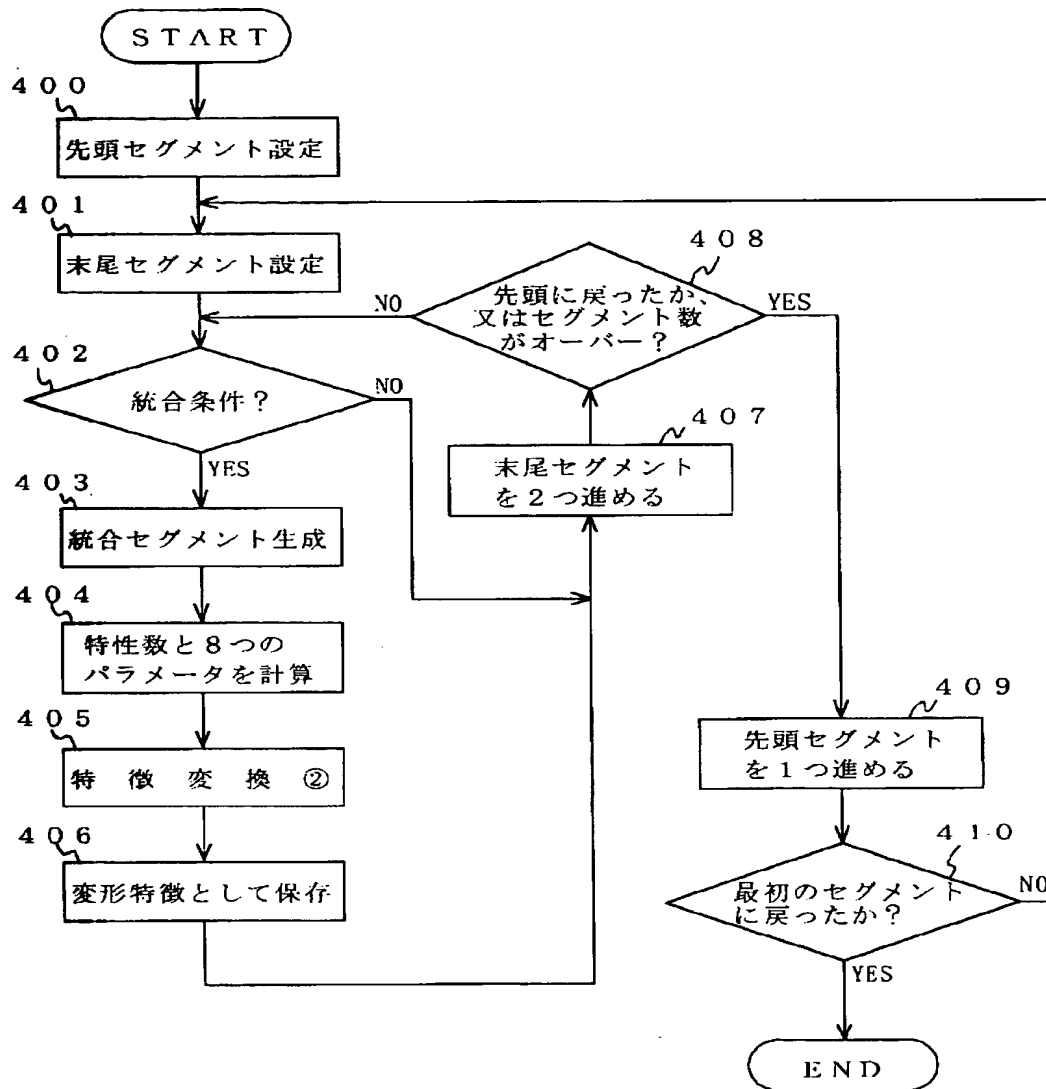 START
400
先頭セグメント設定
401
末尾セグメント設定
402
統合条件?
NO
YES
403
統合セグメント生成
404
特性数と8つの
パラメータを計算
405
特徴変換②
406
変形特徴として保存
407
末尾セグメント
を2つ進める
408
先頭に戻ったか、
又はセグメント数
がオーバー?
NO
YES
409
先頭セグメント
を1つ進める
410
最初のセグメント
に戻ったか?
NO
YES
END